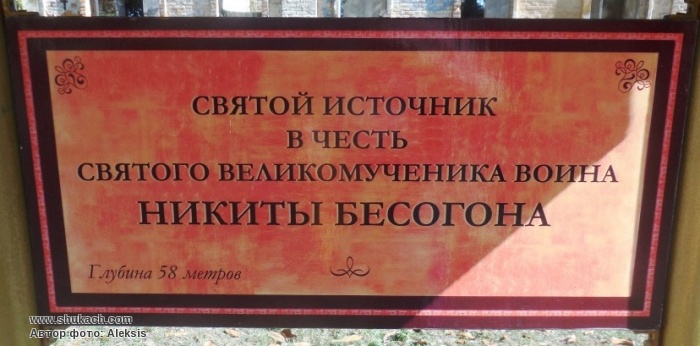 СВЯТОЙ ИСТОЧНИК
В ЧЕСТЬ
СВЯТОГО ВЕЛИКОМУЧЕНИКА ВОИНА
НИКИТЫ БЕСОГОНА
Глубина 58 метров
www.shukach.com
Автор фото: Aleksis